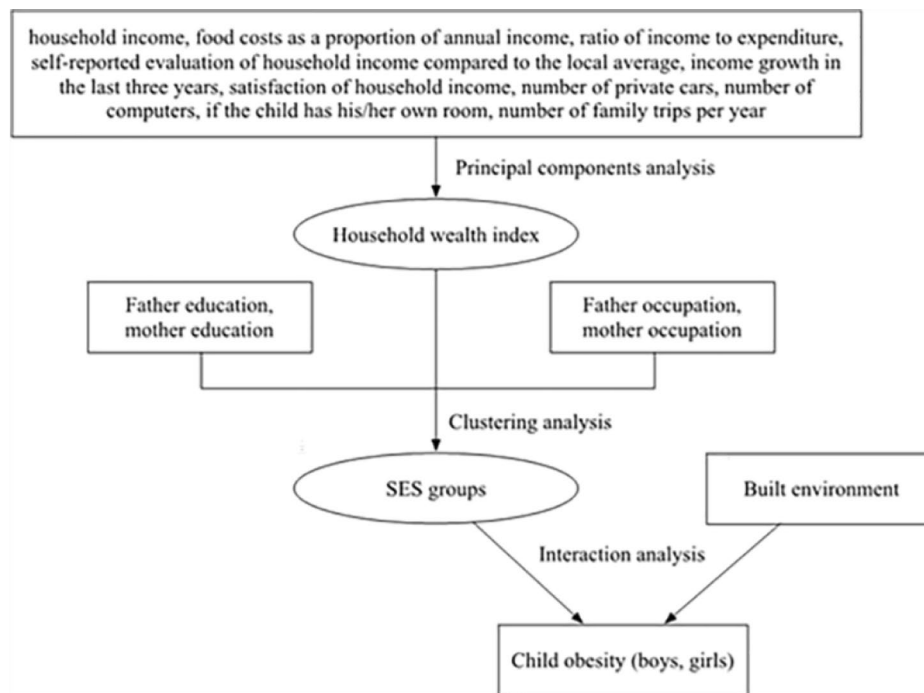 household income, food costs as a proportion of annual income, ratio of income to expenditure,
self-reported evaluation of household income compared to the local average, income growth in
the last three years, satisfaction of household income, number of private cars, number of
computers, if the child has his/her own room, number of family trips per year
Principal components analysis
Household wealth index
Father education,
mother education
Father occupation,
mother occupation
Clustering analysis
SES groups
Built environment
Interaction analysis
Child obesity (boys, girls)